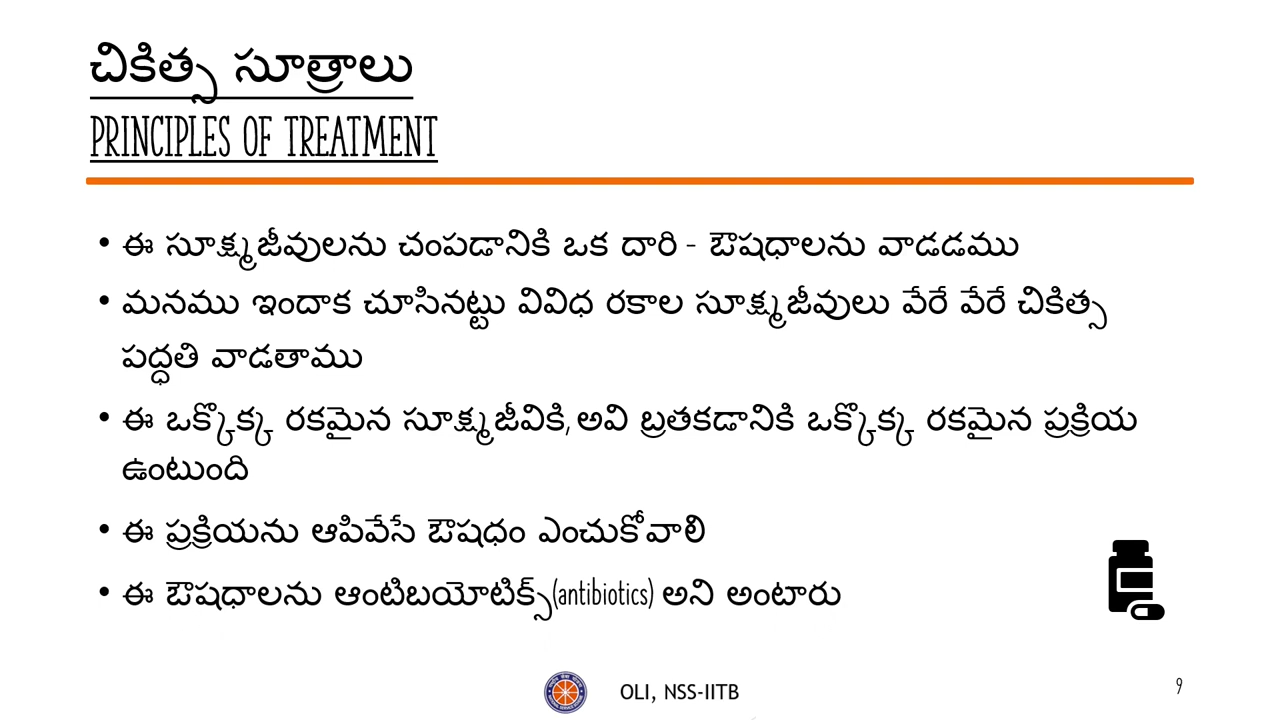 చికిత్స సూత్రాలు
PRINCIPLES OF TREATMENT
• ఈ సూక్ష్మజీవులను చంపడానికి ఒక దారి - ఔషధాలను వాడడము
• మనము ఇందాక చూసినట్టు వివిధ రకాల సూక్ష్మజీవులు వేరే వేరే చికిత్స
పద్ధతి వాడతాము
• ఈ ఒక్కొక్క రకమైన సూక్ష్మజీవికి, అవి బ్రతకడానికి ఒక్కొక్క రకమైన ప్రక్రియ
ఉంటుంది
• ఈ ప్రక్రియను ఆపివేసే ఔషధం ఎంచుకోవాలి
• ఈ ఔషధాలను ఆంటిబయోటిక్స్(antibiotics) అని అంటారు
OLI, NSS-IITB
9